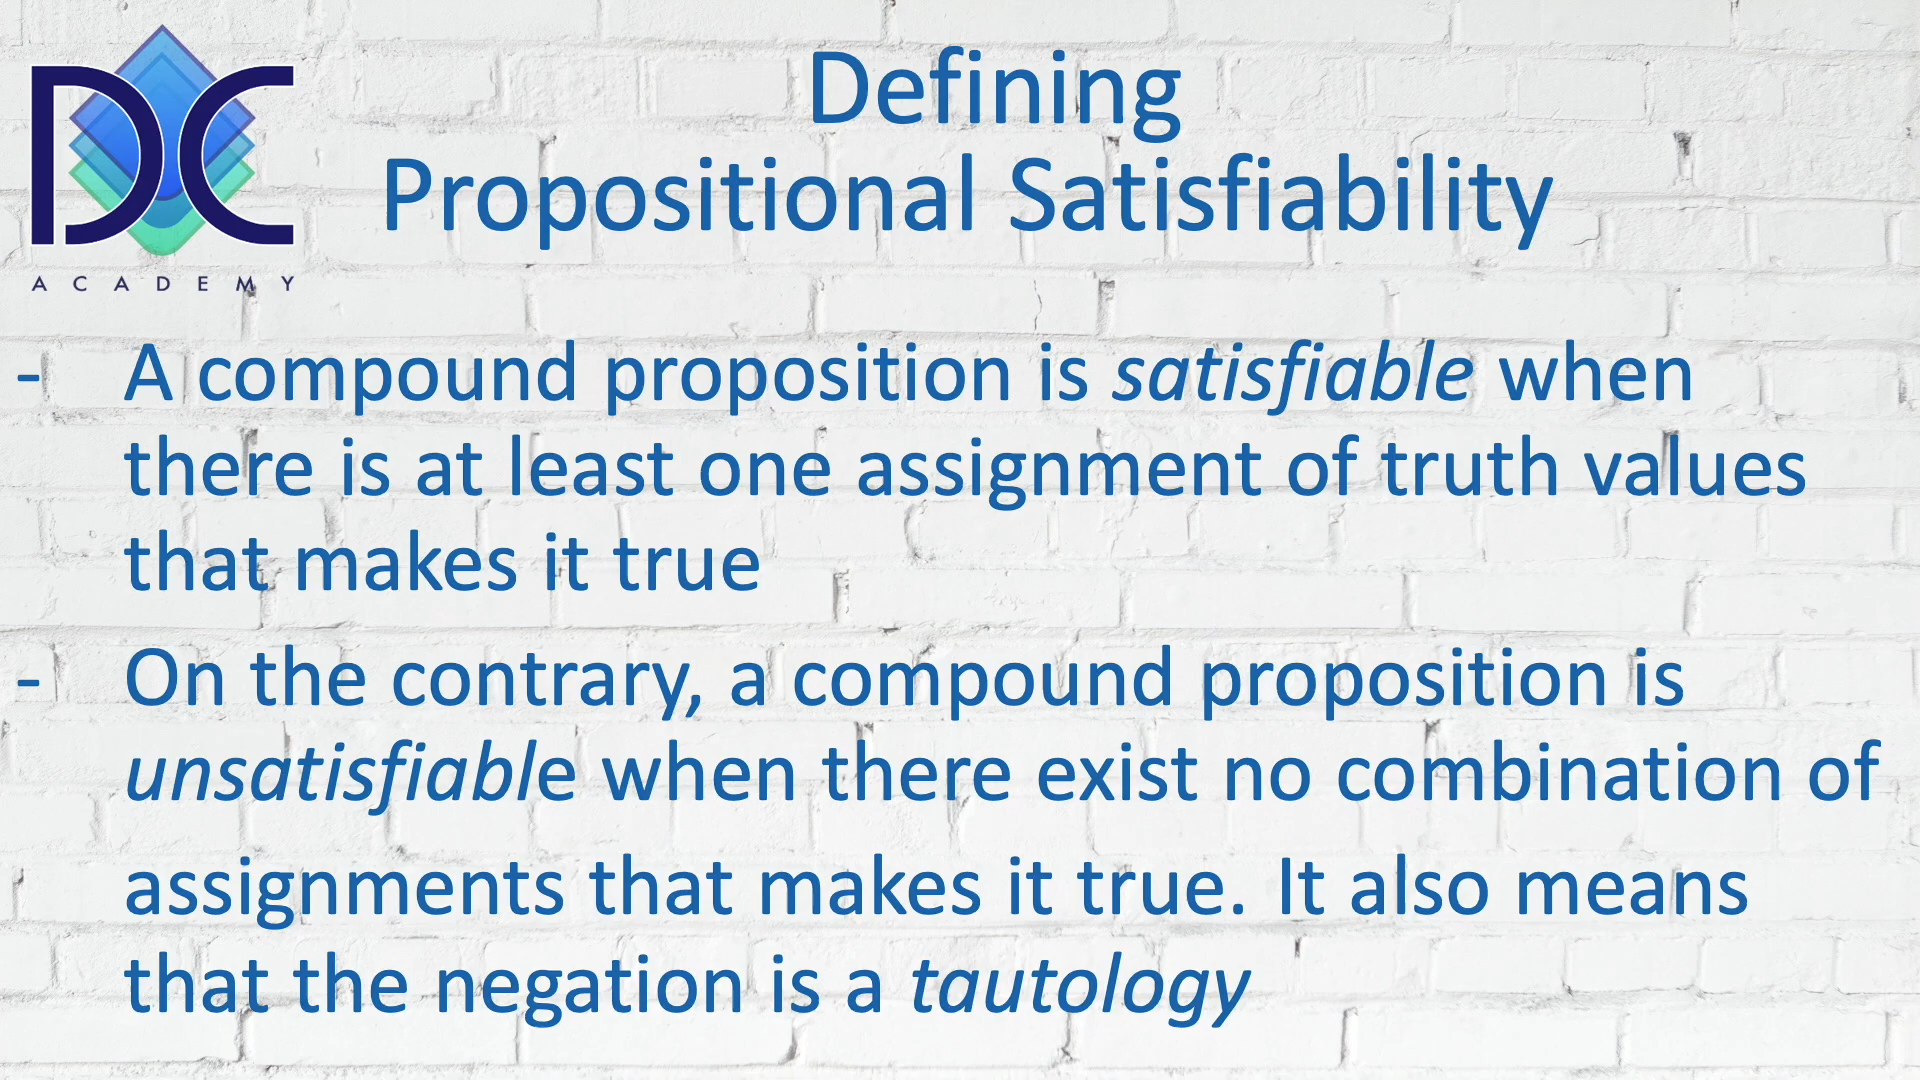 DC
ACADEMY
Defining
Propositional Satisfiability
- A compound proposition is satisfiable when
there is at least one assignment of truth values
that makes it true
- On the contrary, a compound proposition is
unsatisfiable when there exist no combination of
assignments that makes it true. It also means
that the negation is a tautology